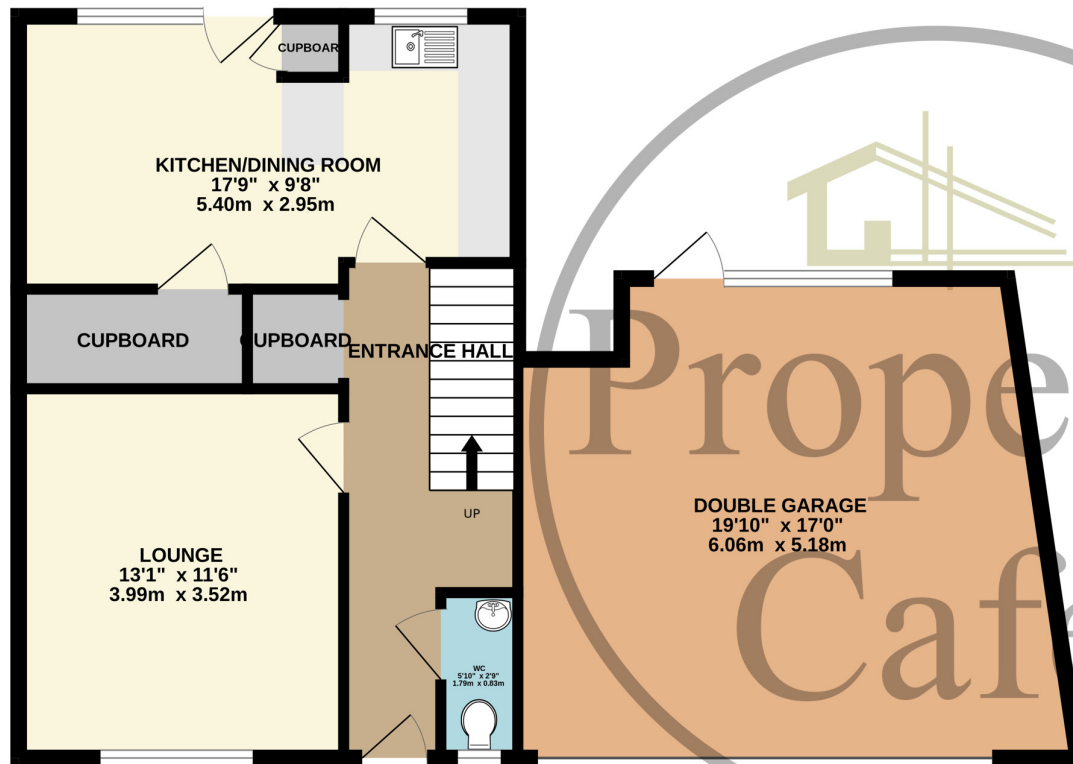 CUPBOAR
KITCHEN/DINING ROOM
17'9" x 9'8"
5.40m x 2.95m
CUPBOARD
CUPBOARD
ENTRANCE HALL
UP
LOUNGE
13'1" x 11'6"
3.99m x 3.52m
WC
5'10" x 2'9"
1.79m x 0.83m
DOUBLE GARAGE
19'10" x 17'0"
6.06m x 5.18m
Prope
Café